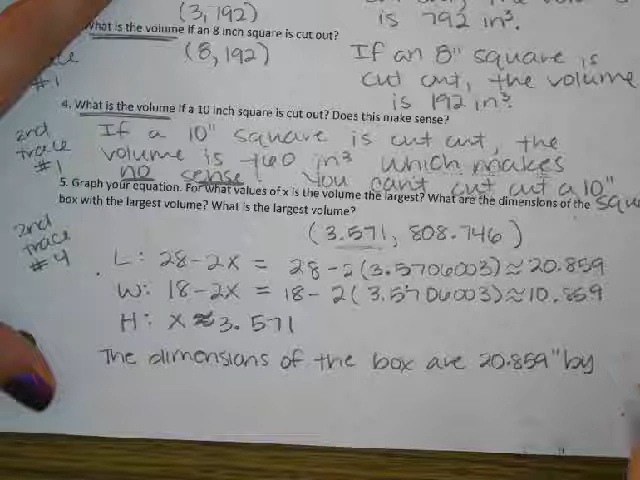 (3,192)
is 792 in³.
What is the volume if an 8 inch square is cut out?
#1
(8,192)
If an 8" square is
cut out, the volume
is 192 in³.
4. What is the volume if a 10 inch square is cut out? Does this make sense?
2nd
trace
#1
If a 10" square is cut out, the
volume is in³ which makes
no sense! You can't cut out a 10"
5. Graph your equation. For what values of x is the volume the largest? What are the dimensions of the
box with the largest volume? What is the largest volume?
2nd
trace
#4
(3.571, 808.746)
L: 28-2x = 28-2(3.5706003)≈20.859
W: 18-2x = 18-2(3.5706003)≈10.859
H: x ≈ 3.571
The dimensions of the box are 20.859" by